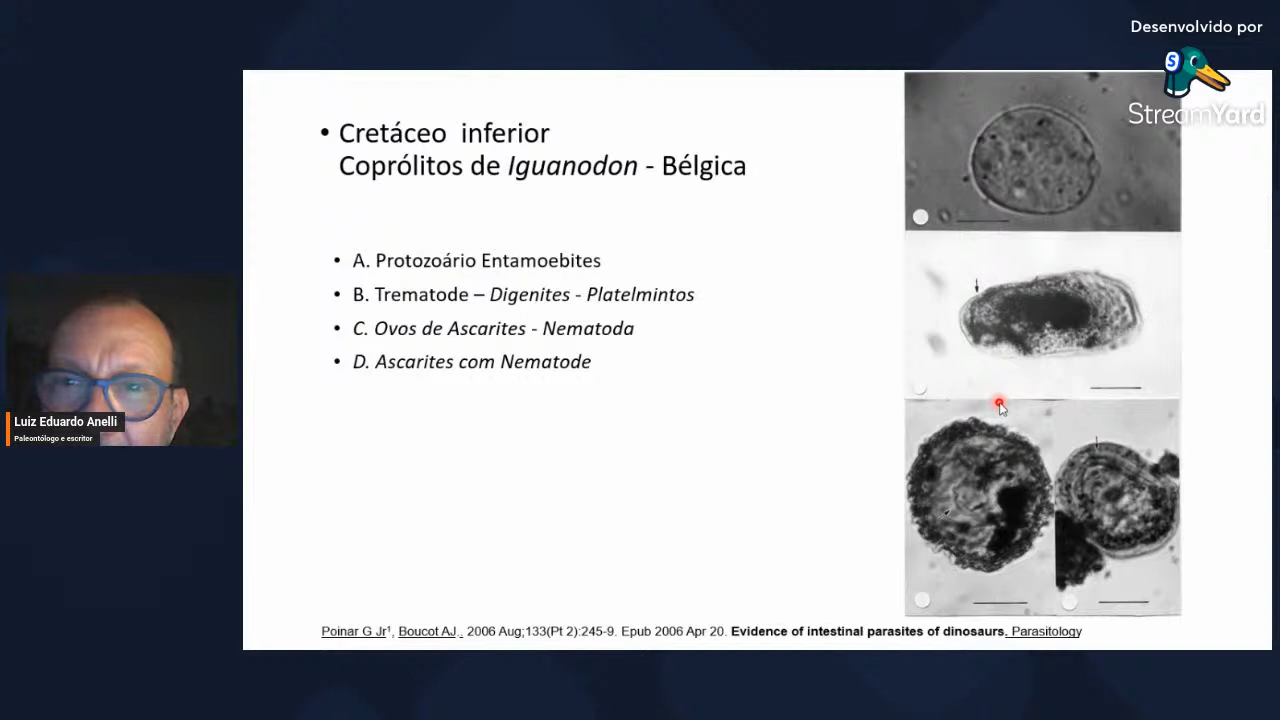 Desenvolvido por
StreamYard
• Cretáceo inferior
Coprólitos de Iguanodon - Bélgica
• A. Protozoário Entamoebites
• B. Trematode – Digenites - Platelmintos
• C. Ovos de Ascarites - Nematoda
• D. Ascarites com Nematode
Luiz Eduardo Anelli
Paleontólogo e escritor
Poinar G Jr¹, Boucot AJ.. 2006 Aug;133(Pt 2):245-9. Epub 2006 Apr 20. Evidence of intestinal parasites of dinosaurs. Parasitology